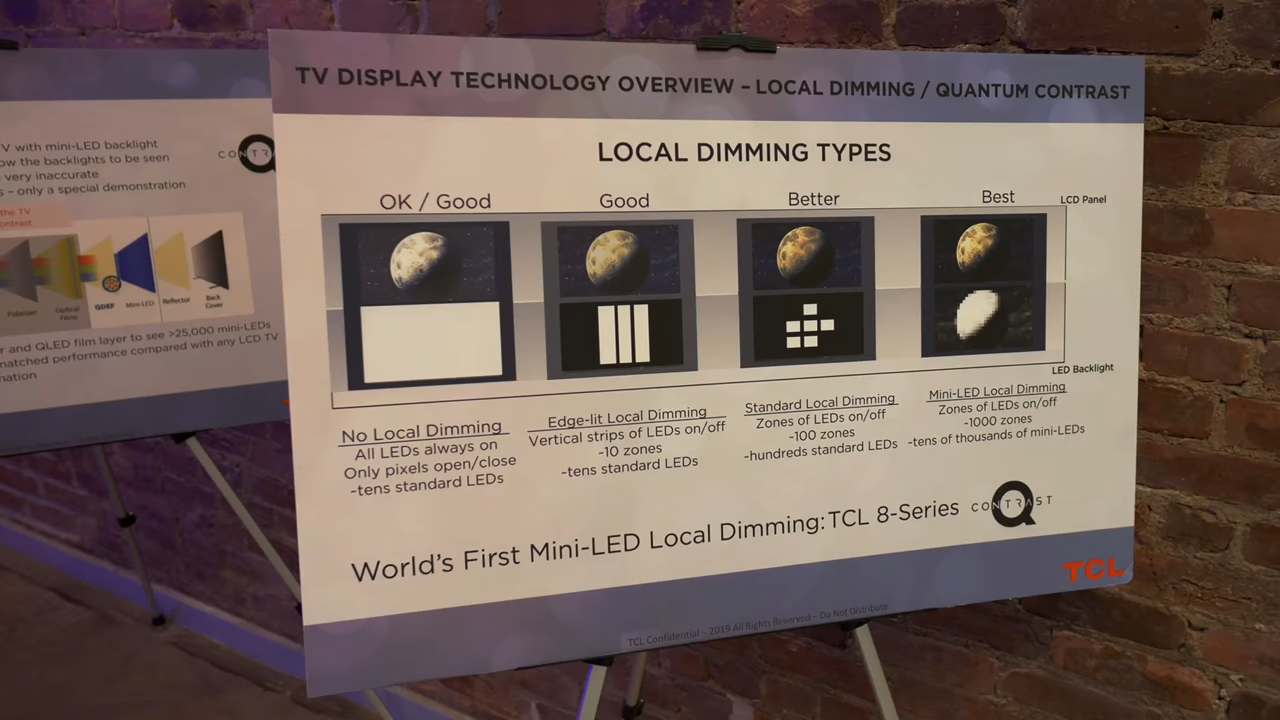 TV DISPLAY TECHNOLOGY OVERVIEW – LOCAL DIMMING / QUANTUM CONTRAST
LOCAL DIMMING TYPES
OK / Good
Good
Better
Best
LCD Panel
LED Backlight
No Local Dimming
All LEDs always on
Only pixels open/close
~tens standard LEDs
Edge-lit Local Dimming
Vertical strips of LEDs on/off
~10 zones
~tens standard LEDs
Standard Local Dimming
Zones of LEDs on/off
~100 zones
~hundreds standard LEDs
Mini-LED Local Dimming
Zones of LEDs on/off
~1000 zones
~tens of thousands of mini-LEDs
World's First Mini-LED Local Dimming: TCL 8-Series
CONTRAST
TCL
TCL Confidential – 2019 All Rights Reserved – Do Not Distribute
V with mini-LED backlight
ow the backlights to be seen
very inaccurate
s – only a special demonstration
CONTR
the TV
ontrast
Polarizer
Optical
Films
QDEF
Mini-LED
Reflector
Back
Cover
r and QLED film layer to see >25,000 mini-LEDs
matched performance compared with any LCD TV
nation